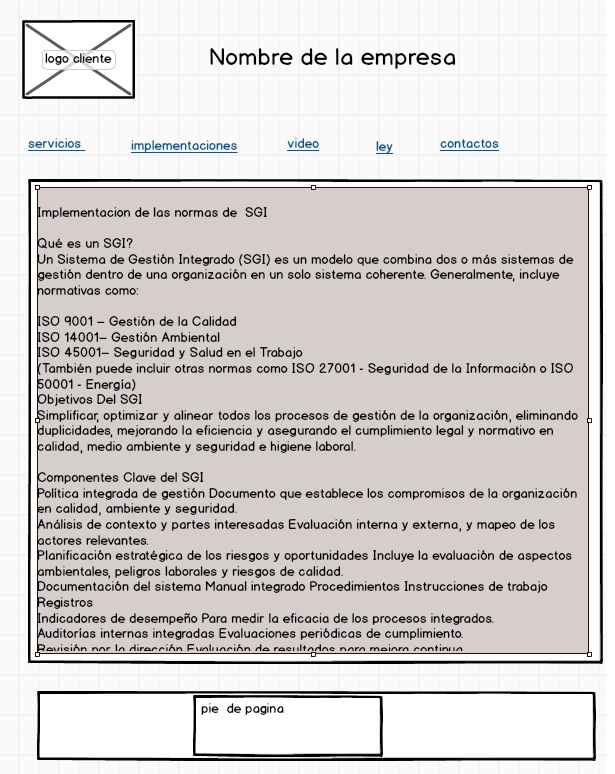 logo cliente
Nombre de la empresa
servicios
implementaciones
video
ley
contactos
Implementacion de las normas de SGI
Qué es un SGI?
Un Sistema de Gestión Integrado (SGI) es un modelo que combina dos o más sistemas de
gestión dentro de una organización en un solo sistema coherente. Generalmente, incluye
normativas como:
ISO 9001 – Gestión de la Calidad
ISO 14001– Gestión Ambiental
ISO 45001– Seguridad y Salud en el Trabajo
(También puede incluir otras normas como ISO 27001 - Seguridad de la Información o ISO
50001 - Energía)
Objetivos Del SGI
Simplificar, optimizar y alinear todos los procesos de gestión de la organización, eliminando
duplicidades, mejorando la eficiencia y asegurando el cumplimiento legal y normativo en
calidad, medio ambiente y seguridad e higiene laboral.
Componentes Clave del SGI
Política integrada de gestión Documento que establece los compromisos de la organización
en calidad, ambiente y seguridad.
Análisis de contexto y partes interesadas Evaluación interna y externa, y mapeo de los
actores relevantes.
Planificación estratégica de los riesgos y oportunidades Incluye la evaluación de aspectos
ambientales, peligros laborales y riesgos de calidad.
Documentación del sistema Manual integrado Procedimientos Instrucciones de trabajo
Registros
Indicadores de desempeño Para medir la eficacia de los procesos integrados.
Auditorías internas integradas Evaluaciones periódicas de cumplimiento.
Revisión por la dirección Evaluación de resultados para mejora continua
pie de pagina